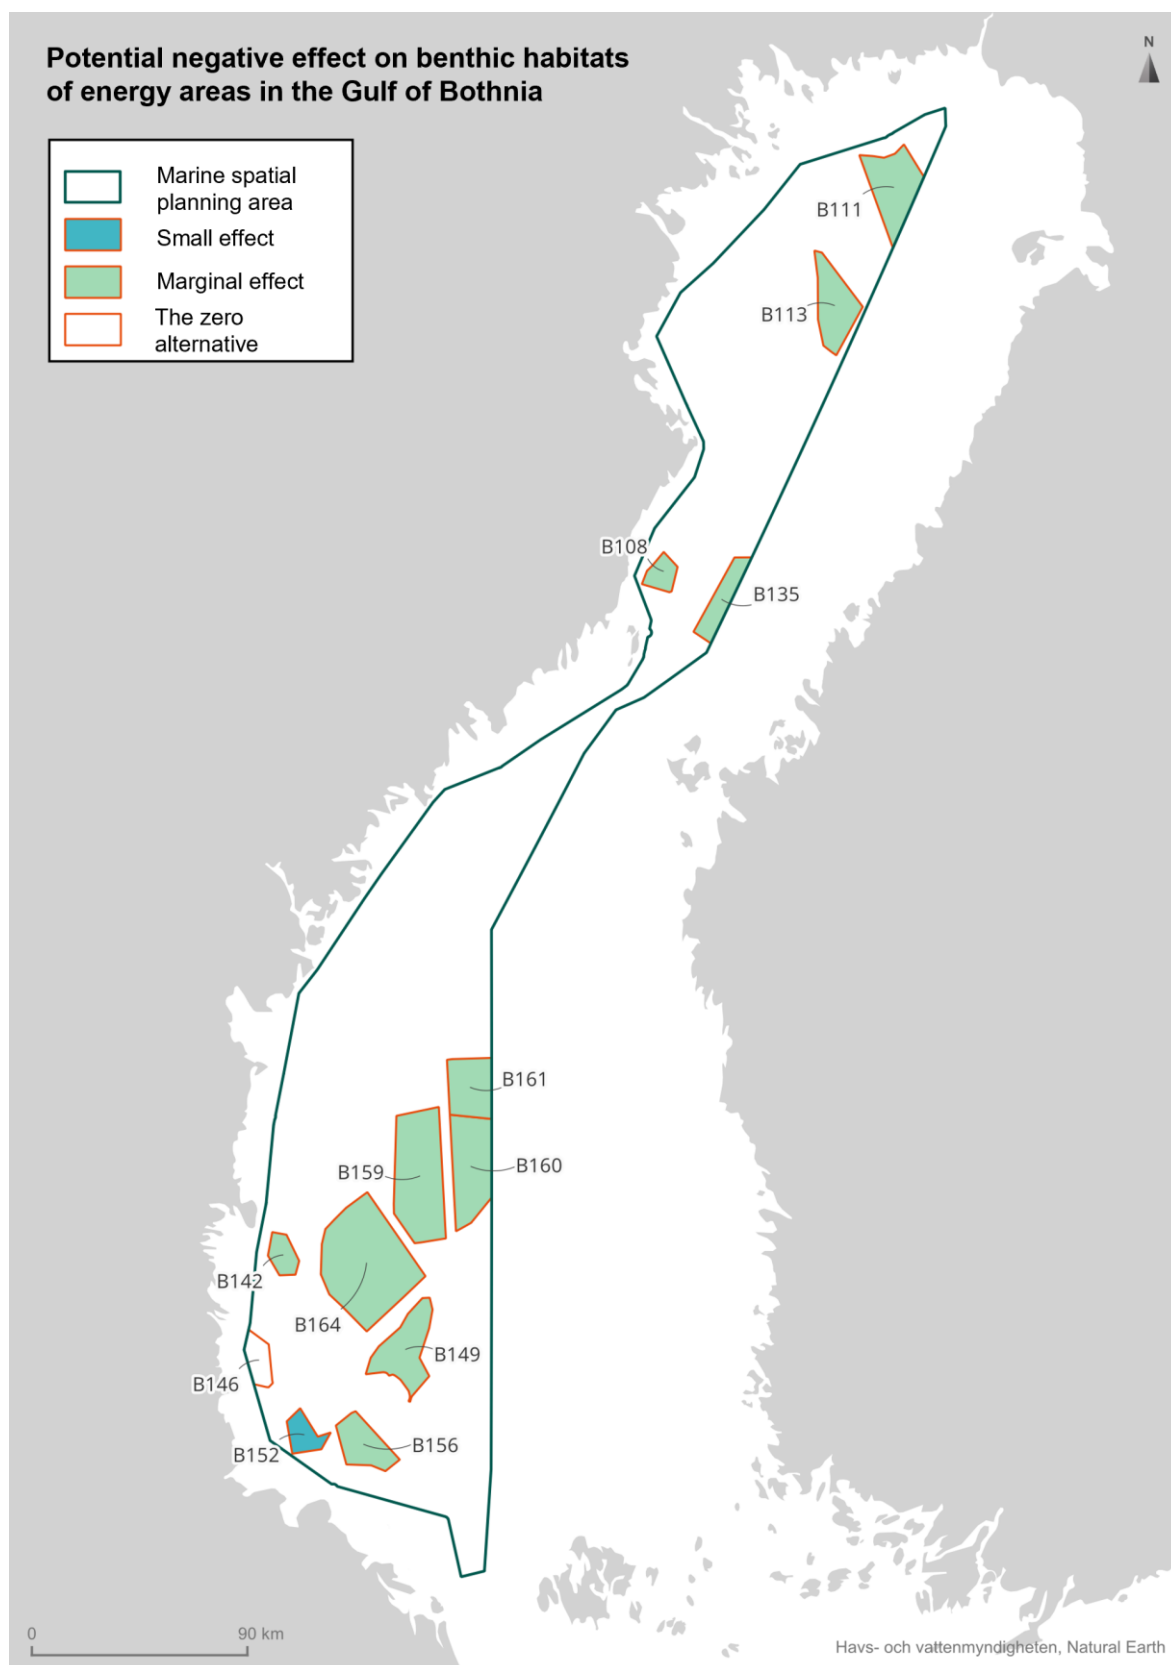 Potential negative effect on benthic habitats
of energy areas in the Gulf of Bothnia
N
Marine spatial
planning area
Small effect
Marginal effect
The zero
alternative
B111
B113
B108
B135
B161
B160
B159
B142
B164
B149
B146
B152
B156
0
90 km
Havs- och vattenmyndigheten, Natural Earth